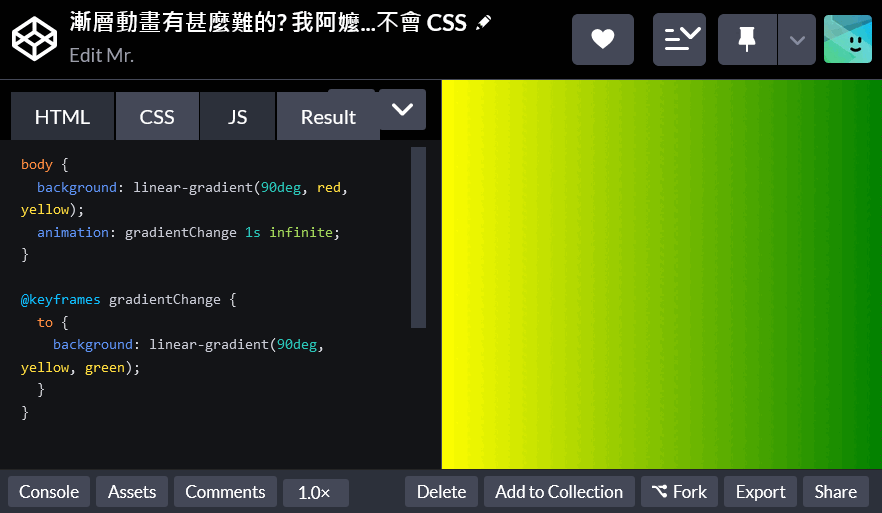 漸層動畫有甚麼難的? 我阿嬤...不會 CSS
Edit Mr.
HTML CSS JS Result
body {
  background: linear-gradient(90deg, red,
yellow);
  animation: gradientChange 1s infinite;
}
@keyframes gradientChange {
  to {
    background: linear-gradient(90deg,
yellow, green);
  }
}
Console Assets Comments 1.0× Delete Add to Collection Fork Export Share